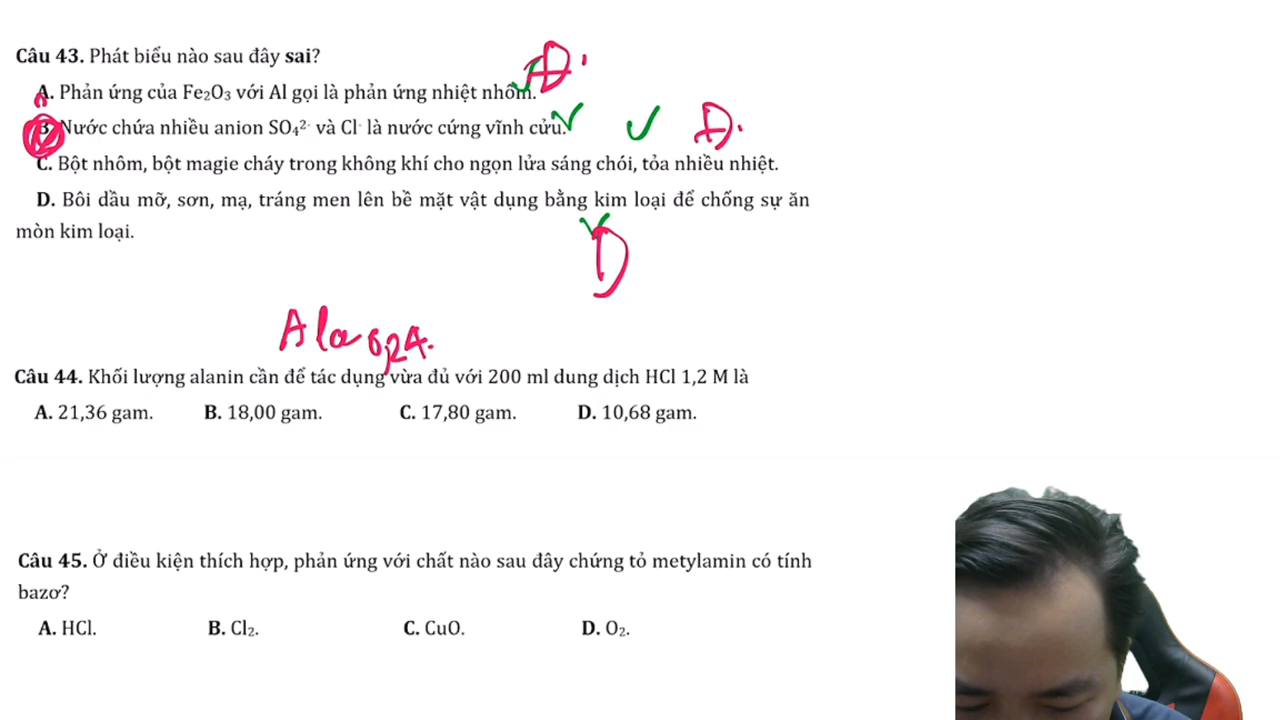 Câu 43. Phát biểu nào sau đây sai?
A. Phản ứng của Fe₂O₃ với Al gọi là phản ứng nhiệt nhôm. Đ.
B. Nước chứa nhiều anion SO₄²⁻ và Cl⁻ là nước cứng vĩnh cửu. Đ.
C. Bột nhôm, bột magie cháy trong không khí cho ngọn lửa sáng chói, tỏa nhiều nhiệt.
D. Bôi dầu mỡ, sơn, mạ, tráng men lên bề mặt vật dụng bằng kim loại để chống sự ăn
mòn kim loại.
Đ
Ala 0,24.
Câu 44. Khối lượng alanin cần để tác dụng vừa đủ với 200 ml dung dịch HCl 1,2 M là
A. 21,36 gam. B. 18,00 gam. C. 17,80 gam. D. 10,68 gam.
Câu 45. Ở điều kiện thích hợp, phản ứng với chất nào sau đây chứng tỏ metylamin có tính
bazơ?
A. HCl. B. Cl₂. C. CuO. D. O₂.